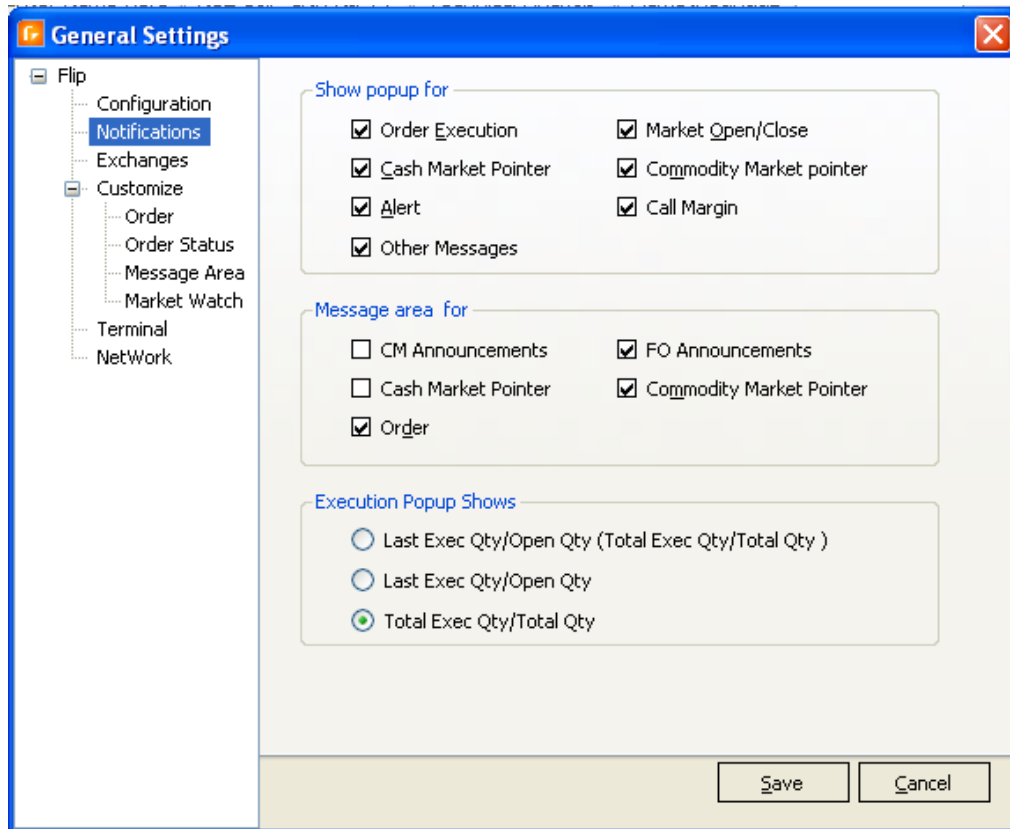 General Settings
Flip
Configuration
Notifications
Exchanges
Customize
Order
Order Status
Message Area
Market Watch
Terminal
NetWork
Show popup for
Order Execution
Market Open/Close
Cash Market Pointer
Commodity Market pointer
Alert
Call Margin
Other Messages
Message area for
CM Announcements
FO Announcements
Cash Market Pointer
Commodity Market Pointer
Order
Execution Popup Shows
Last Exec Qty/Open Qty (Total Exec Qty/Total Qty )
Last Exec Qty/Open Qty
Total Exec Qty/Total Qty
Save
Cancel